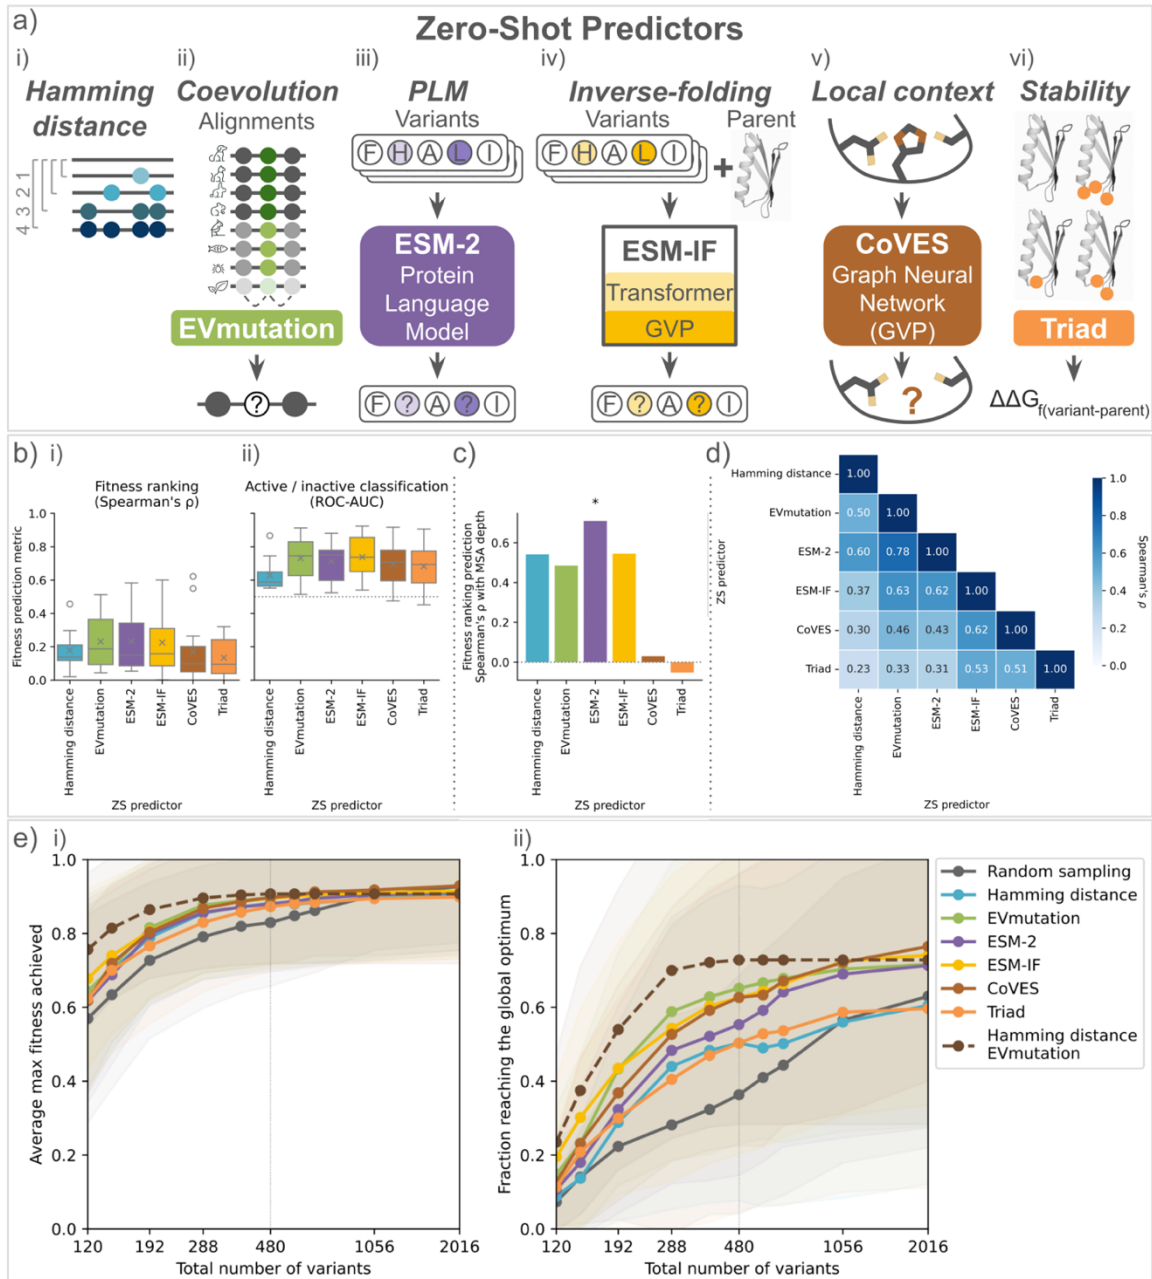 a)
Zero-Shot Predictors
i)
Hamming
distance
4 3 2 1
ii)
Coevolution
Alignments
EVmutation
?
iii)
PLM
Variants
F H A L I
ESM-2
Protein
Language
Model
F ? A ? I
iv)
Inverse-folding
Variants
Parent
F H A L I
+
ESM-IF
Transformer
GVP
F ? A ? I
v)
Local context
CoVES
Graph Neural
Network
(GVP)
?
vi)
Stability
Triad
ΔΔG f(variant-parent)
b)
i)
Fitness ranking
(Spearman's ρ)
Fitness prediction metric
1.0
0.8
0.6
0.4
0.2
0.0
Hamming distance
EVmutation
ESM-2
ESM-IF
CoVES
Triad
ZS predictor
ii)
Active / inactive classification
(ROC-AUC)
Hamming distance
EVmutation
ESM-2
ESM-IF
CoVES
Triad
ZS predictor
c)
Fitness ranking prediction
Spearman's ρ with MSA depth
*
0.6
0.4
0.2
0.0
Hamming distance
EVmutation
ESM-2
ESM-IF
CoVES
Triad
ZS predictor
d)
ZS predictor
Hamming distance 1.00
EVmutation 0.50 1.00
ESM-2 0.60 0.78 1.00
ESM-IF 0.37 0.63 0.62 1.00
CoVES 0.30 0.46 0.43 0.62 1.00
Triad 0.23 0.33 0.31 0.53 0.51 1.00
Hamming distance
EVmutation
ESM-2
ESM-IF
CoVES
Triad
ZS predictor
1.0
0.8
0.6
0.4
0.2
0.0
Spearman's ρ
e)
i)
Average max fitness achieved
1.0
0.8
0.6
0.4
0.2
0.0
120 192 288 480 1056 2016
Total number of variants
ii)
Fraction reaching the global optimum
1.0
0.8
0.6
0.4
0.2
0.0
120 192 288 480 1056 2016
Total number of variants
Random sampling
Hamming distance
EVmutation
ESM-2
ESM-IF
CoVES
Triad
Hamming distance
EVmutation